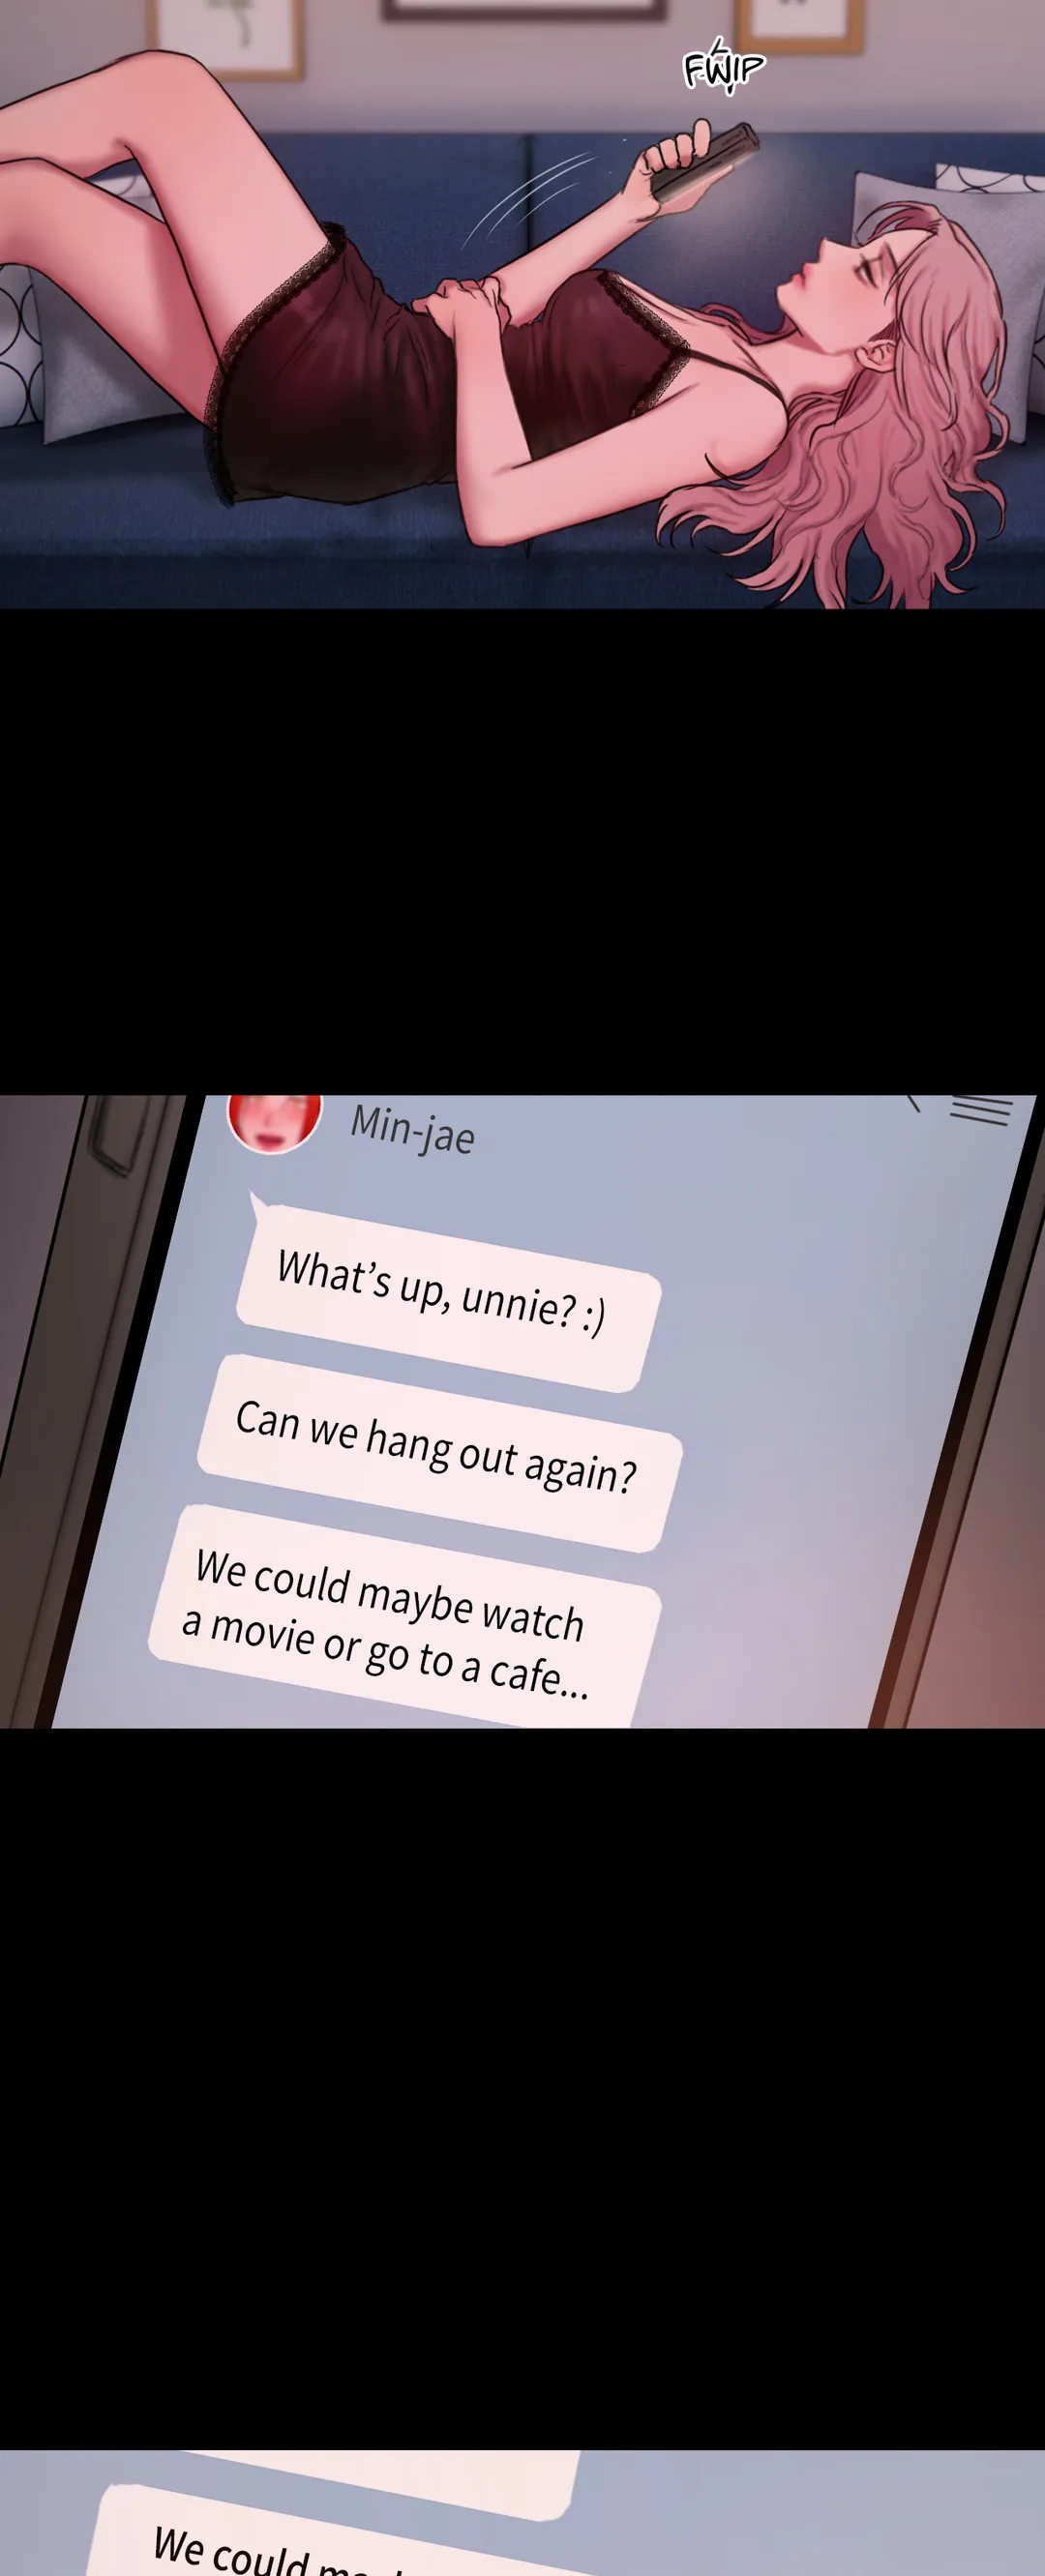 FWIP
Min-jae
What's up, unnie? :)
Can we hang out again?
We could maybe watch
a movie or go to a cafe...
We could